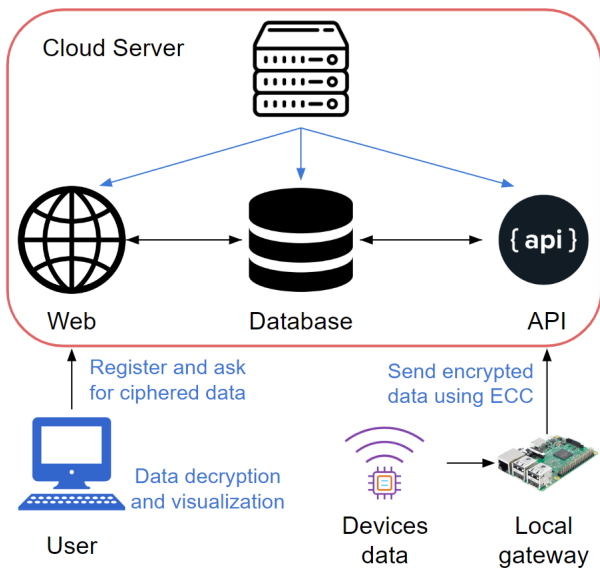 Cloud Server
{ api }
Web
Database
API
Register and ask
for ciphered data
Send encrypted
data using ECC
Data decryption
and visualization
User
Devices
data
Local
gateway